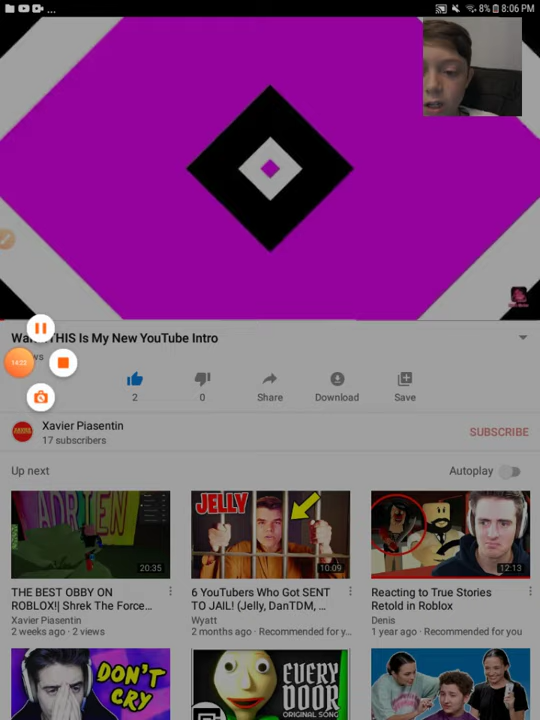 ... 8% 8:06 PM
THIS Is My New YouTube Intro
14:22
2
0
Share
Download
Save
Xavier Piasentin
17 subscribers
SUBSCRIBE
Up next
Autoplay
ADRIEN
JELLY
20:35
10:09
12:13
THE BEST OBBY ON
ROBLOX!| Shrek The Force...
Xavier Piasentin
2 weeks ago · 2 views
6 YouTubers Who Got SENT
TO JAIL! (Jelly, DanTDM, ...
Wyatt
2 months ago · Recommended for y...
Reacting to True Stories
Retold in Roblox
Denis
1 year ago · Recommended for you
DON'T
CRY
EVERY
DOOR
ORIGINAL SONG